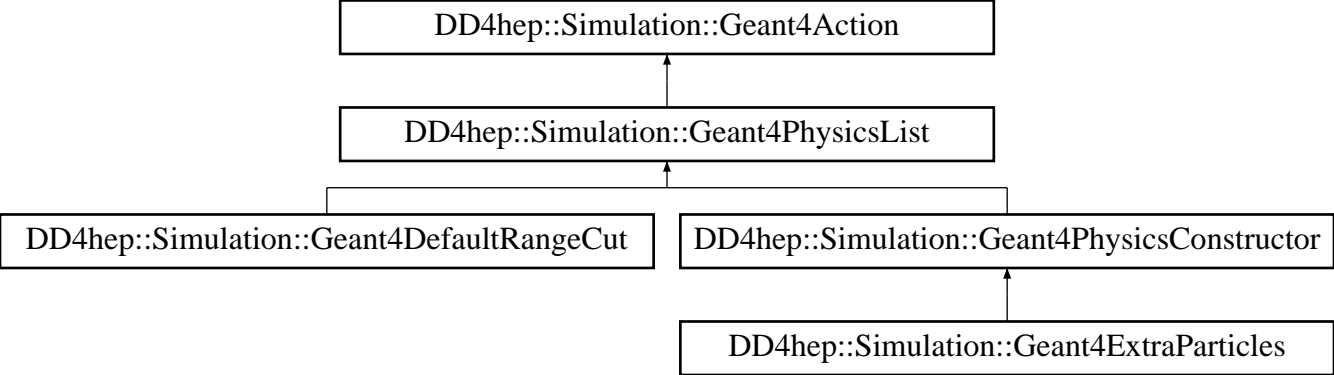 DD4hep::Simulation::Geant4Action
DD4hep::Simulation::Geant4PhysicsList
DD4hep::Simulation::Geant4DefaultRangeCut
DD4hep::Simulation::Geant4PhysicsConstructor
DD4hep::Simulation::Geant4ExtraParticles